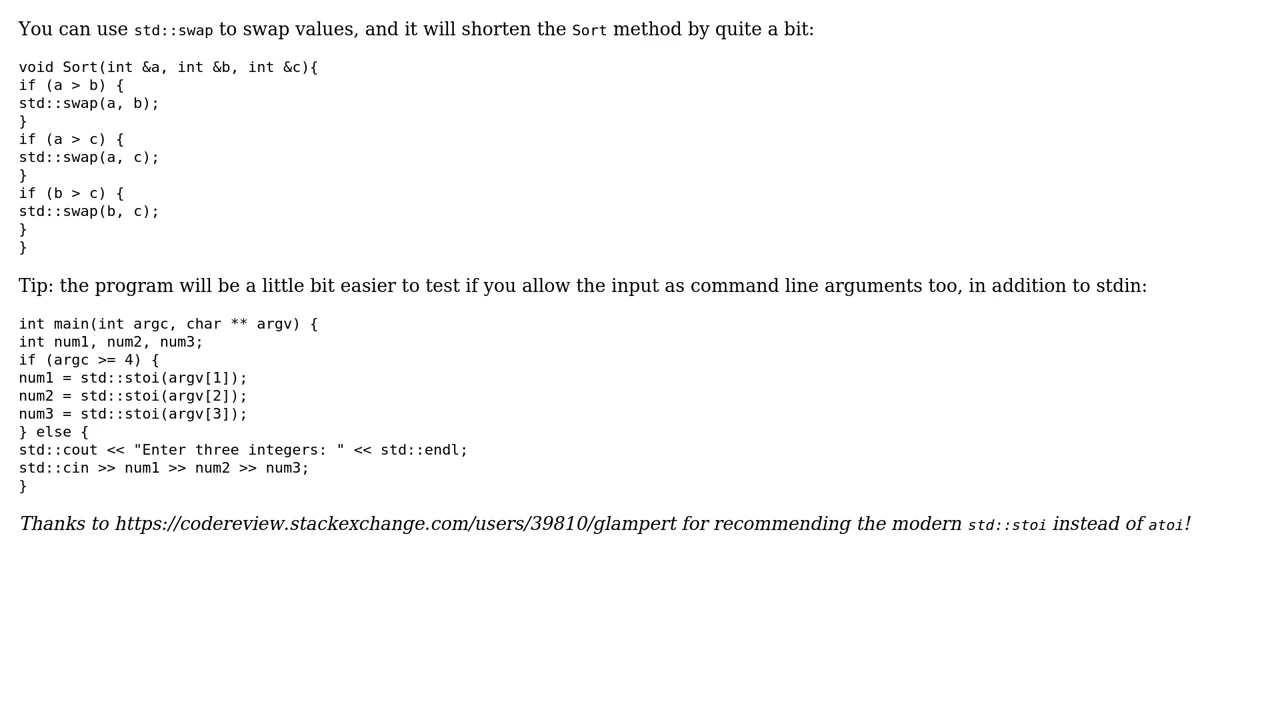 You can use std::swap to swap values, and it will shorten the Sort method by quite a bit:
void Sort(int &a, int &b, int &c){
if (a > b) {
std::swap(a, b);
}
if (a > c) {
std::swap(a, c);
}
if (b > c) {
std::swap(b, c);
}
}
Tip: the program will be a little bit easier to test if you allow the input as command line arguments too, in addition to stdin:
int main(int argc, char ** argv) {
int num1, num2, num3;
if (argc >= 4) {
num1 = std::stoi(argv[1]);
num2 = std::stoi(argv[2]);
num3 = std::stoi(argv[3]);
} else {
std::cout << "Enter three integers: " << std::endl;
std::cin >> num1 >> num2 >> num3;
}
Thanks to https://codereview.stackexchange.com/users/39810/glampert for recommending the modern std::stoi instead of atoi!